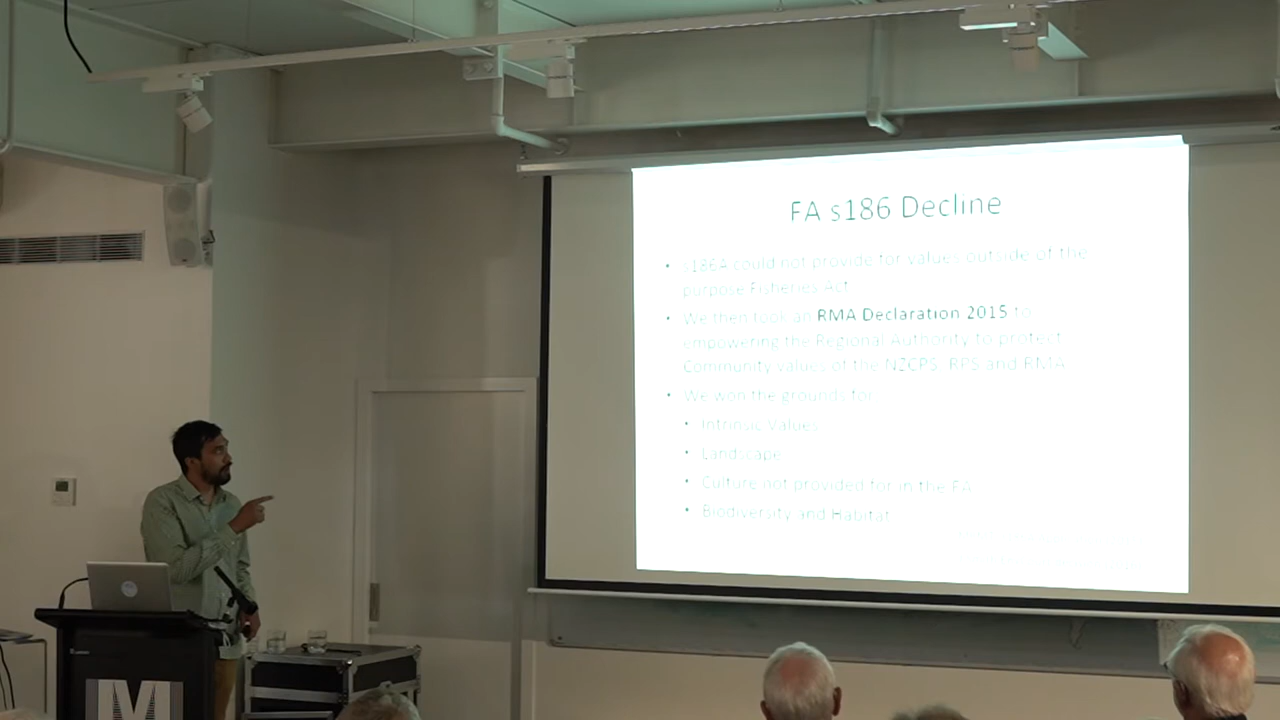 FA s186 Decline
• s186A could not provide for values outside of the
purpose Fisheries Act
• We then took an RMA Declaration 2015 to
empowering the Regional Authority to protect
Community values of the NZCPS, RPS and RMA
• We won the grounds for
• Intrinsic Values
• Landscape
• Culture not provided for in the FA
• Biodiversity and Habitat
M